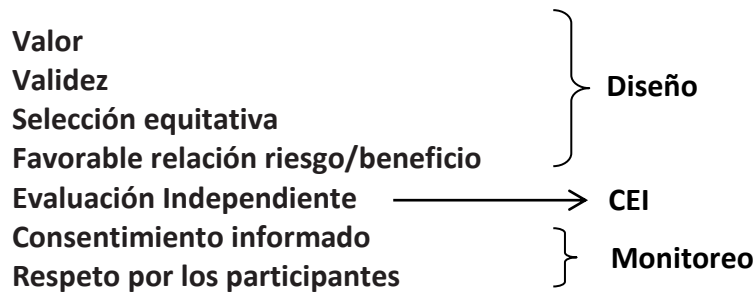 Valor
Validez
Selección equitativa
Favorable relación riesgo/beneficio
Evaluación Independiente
Consentimiento informado
Respeto por los participantes
Diseño
CEI
Monitoreo